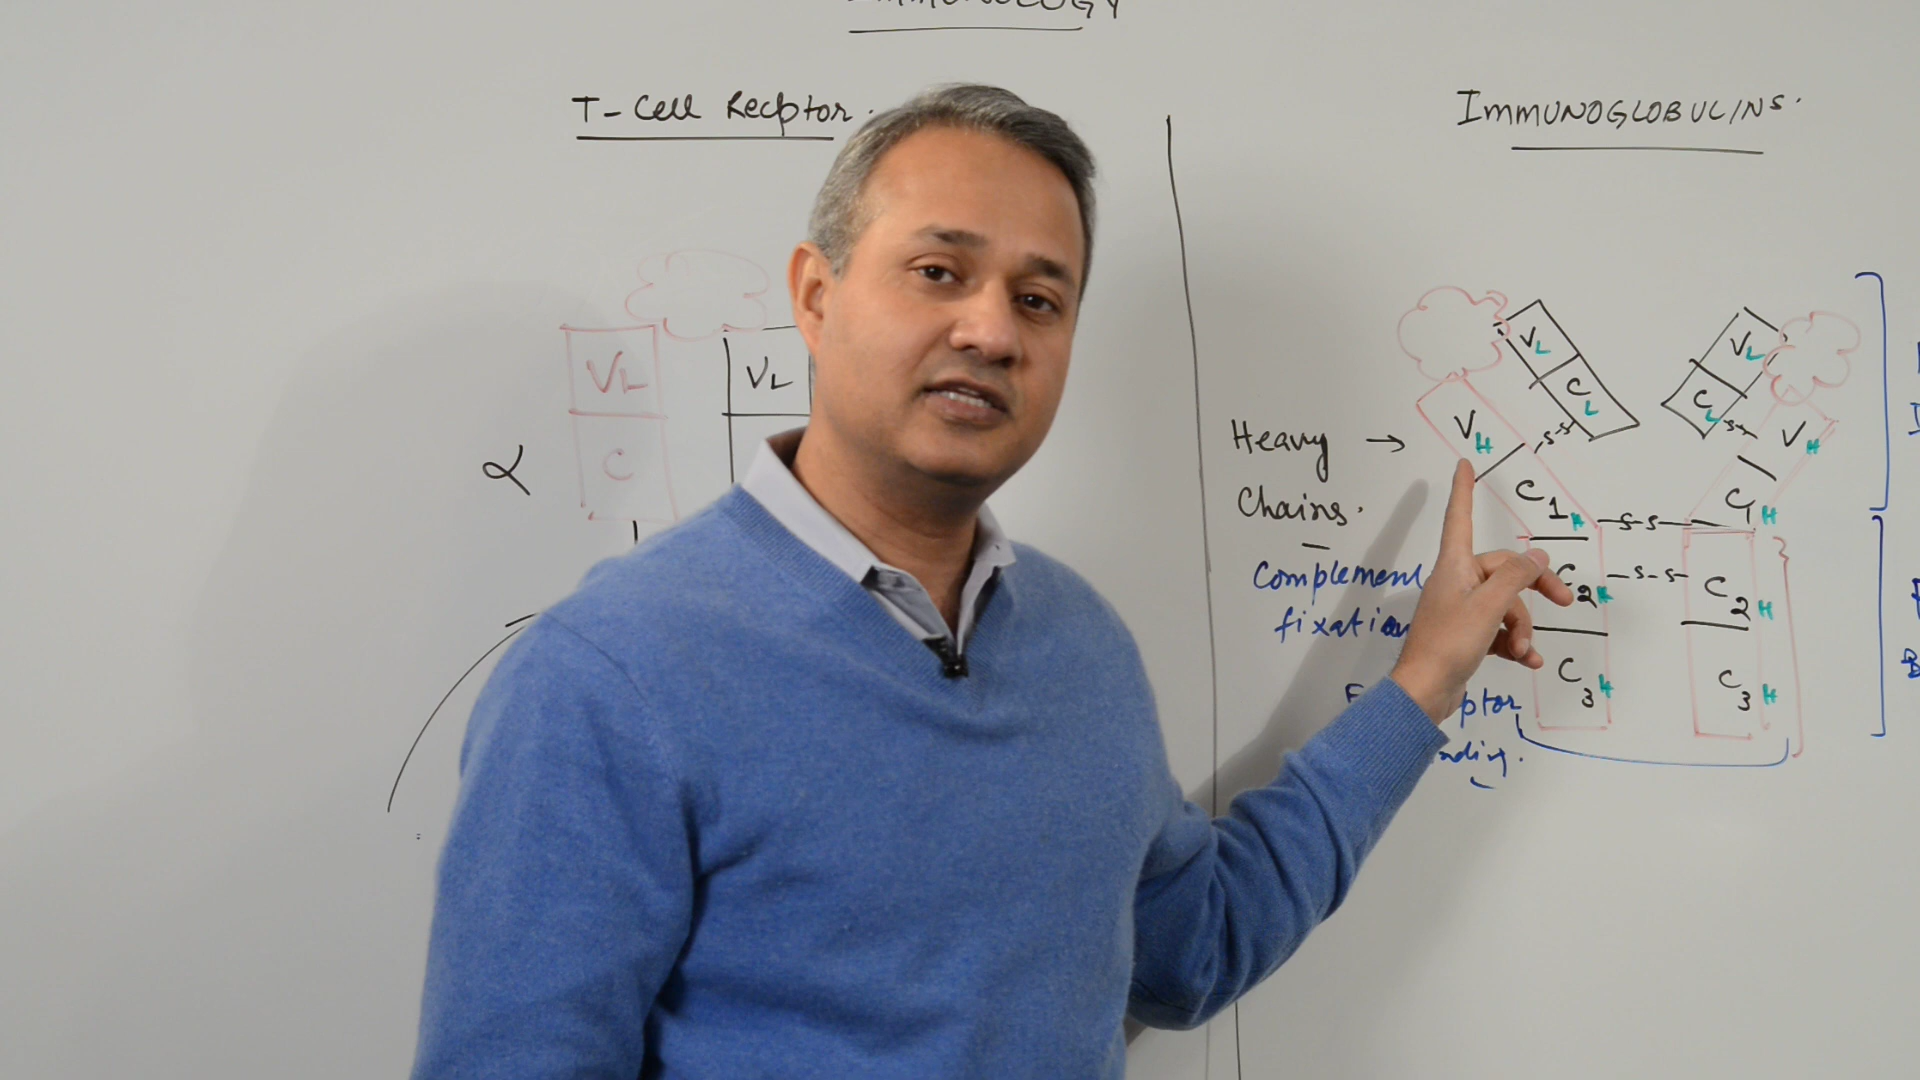 IMMUNOLOGY
T-Cell Receptor.
IMMUNOGLOBULINS.
VL
VL
C
α
Heavy →
Chains.
Complement
fixation
VL
CL
VH
C1H
C2H
C3H
S-S
S-S
S-S
S-S
VL
CL
VH
C1H
C2H
C3H